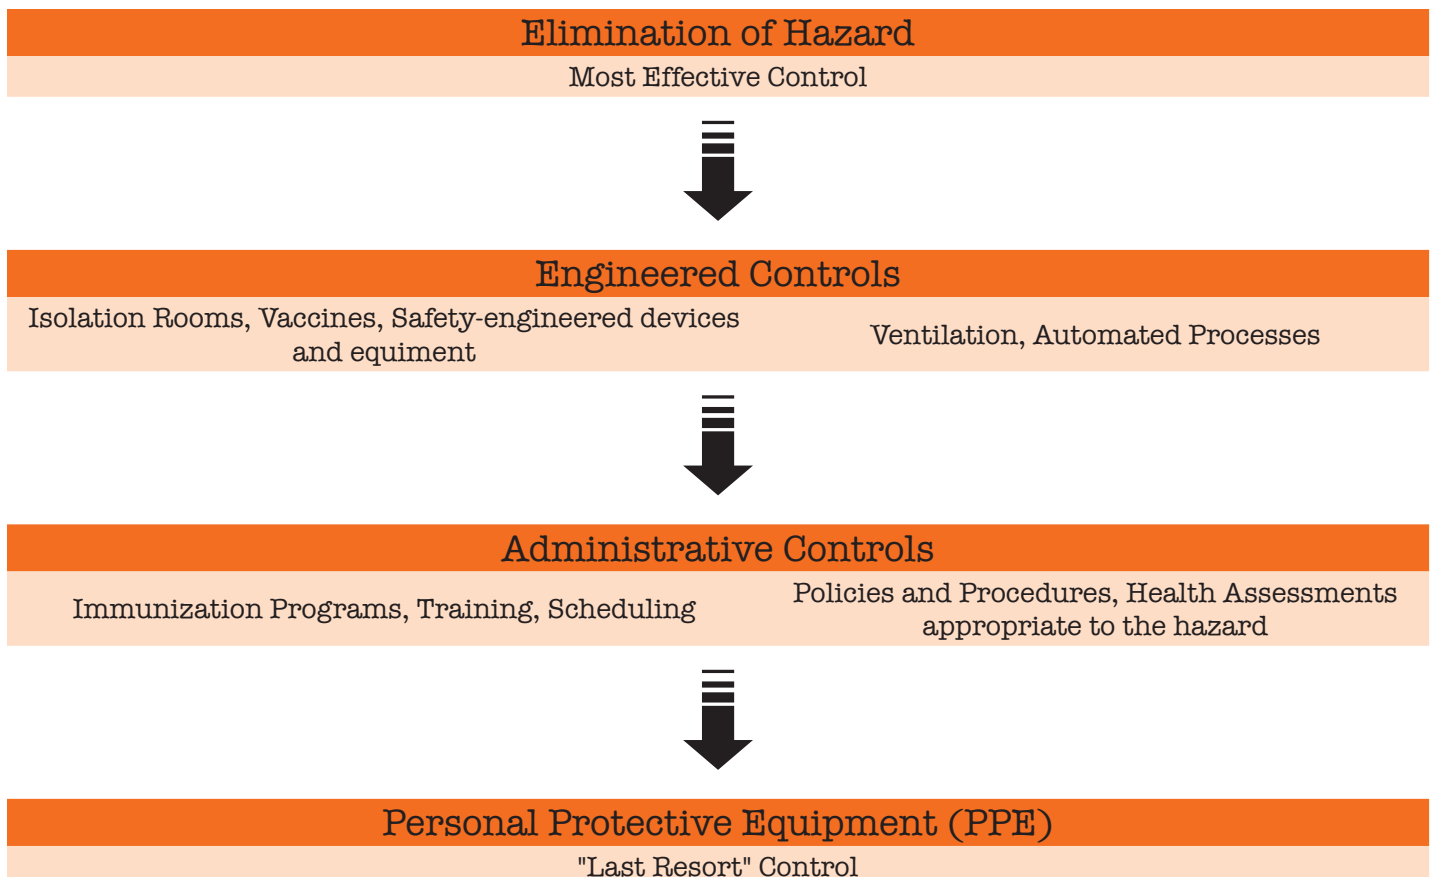 Elimination of Hazard
Most Effective Control
Engineered Controls
Isolation Rooms, Vaccines, Safety-engineered devices
and equiment
Ventilation, Automated Processes
Administrative Controls
Immunization Programs, Training, Scheduling
Policies and Procedures, Health Assessments
appropriate to the hazard
Personal Protective Equipment (PPE)
"Last Resort" Control